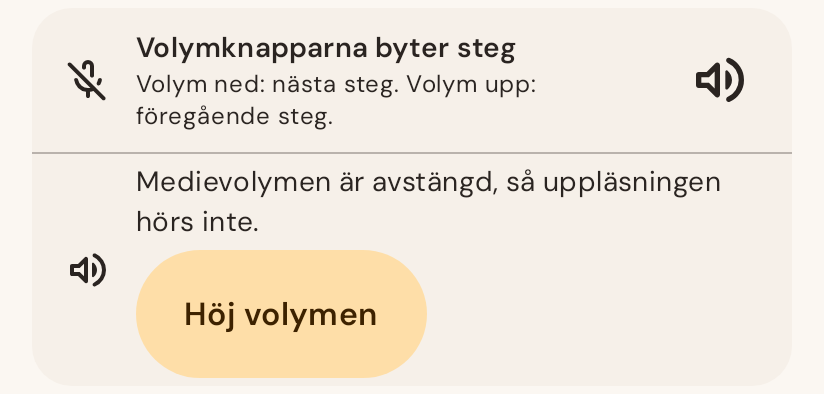 Volymknapparna byter steg
Volym ned: nästa steg. Volym upp:
föregående steg.
Medievolymen är avstängd, så uppläsningen
hörs inte.
Höj volymen